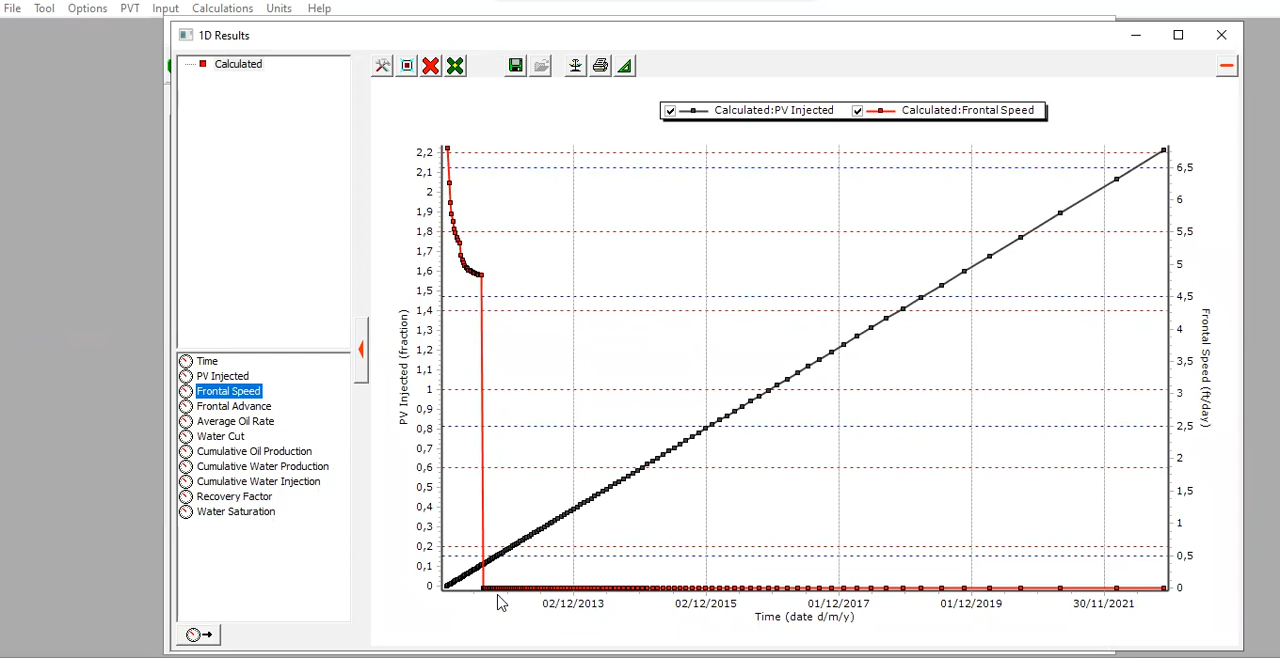 File Tool Options PVT Input Calculations Units Help
1D Results
Calculated
Calculated:PV Injected Calculated:Frontal Speed
Time
PV Injected
Frontal Speed
Frontal Advance
Average Oil Rate
Water Cut
Cumulative Oil Production
Cumulative Water Production
Cumulative Water Injection
Recovery Factor
Water Saturation
PV Injected (fraction)
2,2
2,1
2
1,9
1,8
1,7
1,6
1,5
1,4
1,3
1,2
1,1
1
0,9
0,8
0,7
0,6
0,5
0,4
0,3
0,2
0,1
0
6,5
6
5,5
5
4,5
4
3,5
3
2,5
2
1,5
1
0,5
0
Frontal Speed (ft/day)
02/12/2013 02/12/2015 01/12/2017 01/12/2019 30/11/2021
Time (date d/m/y)